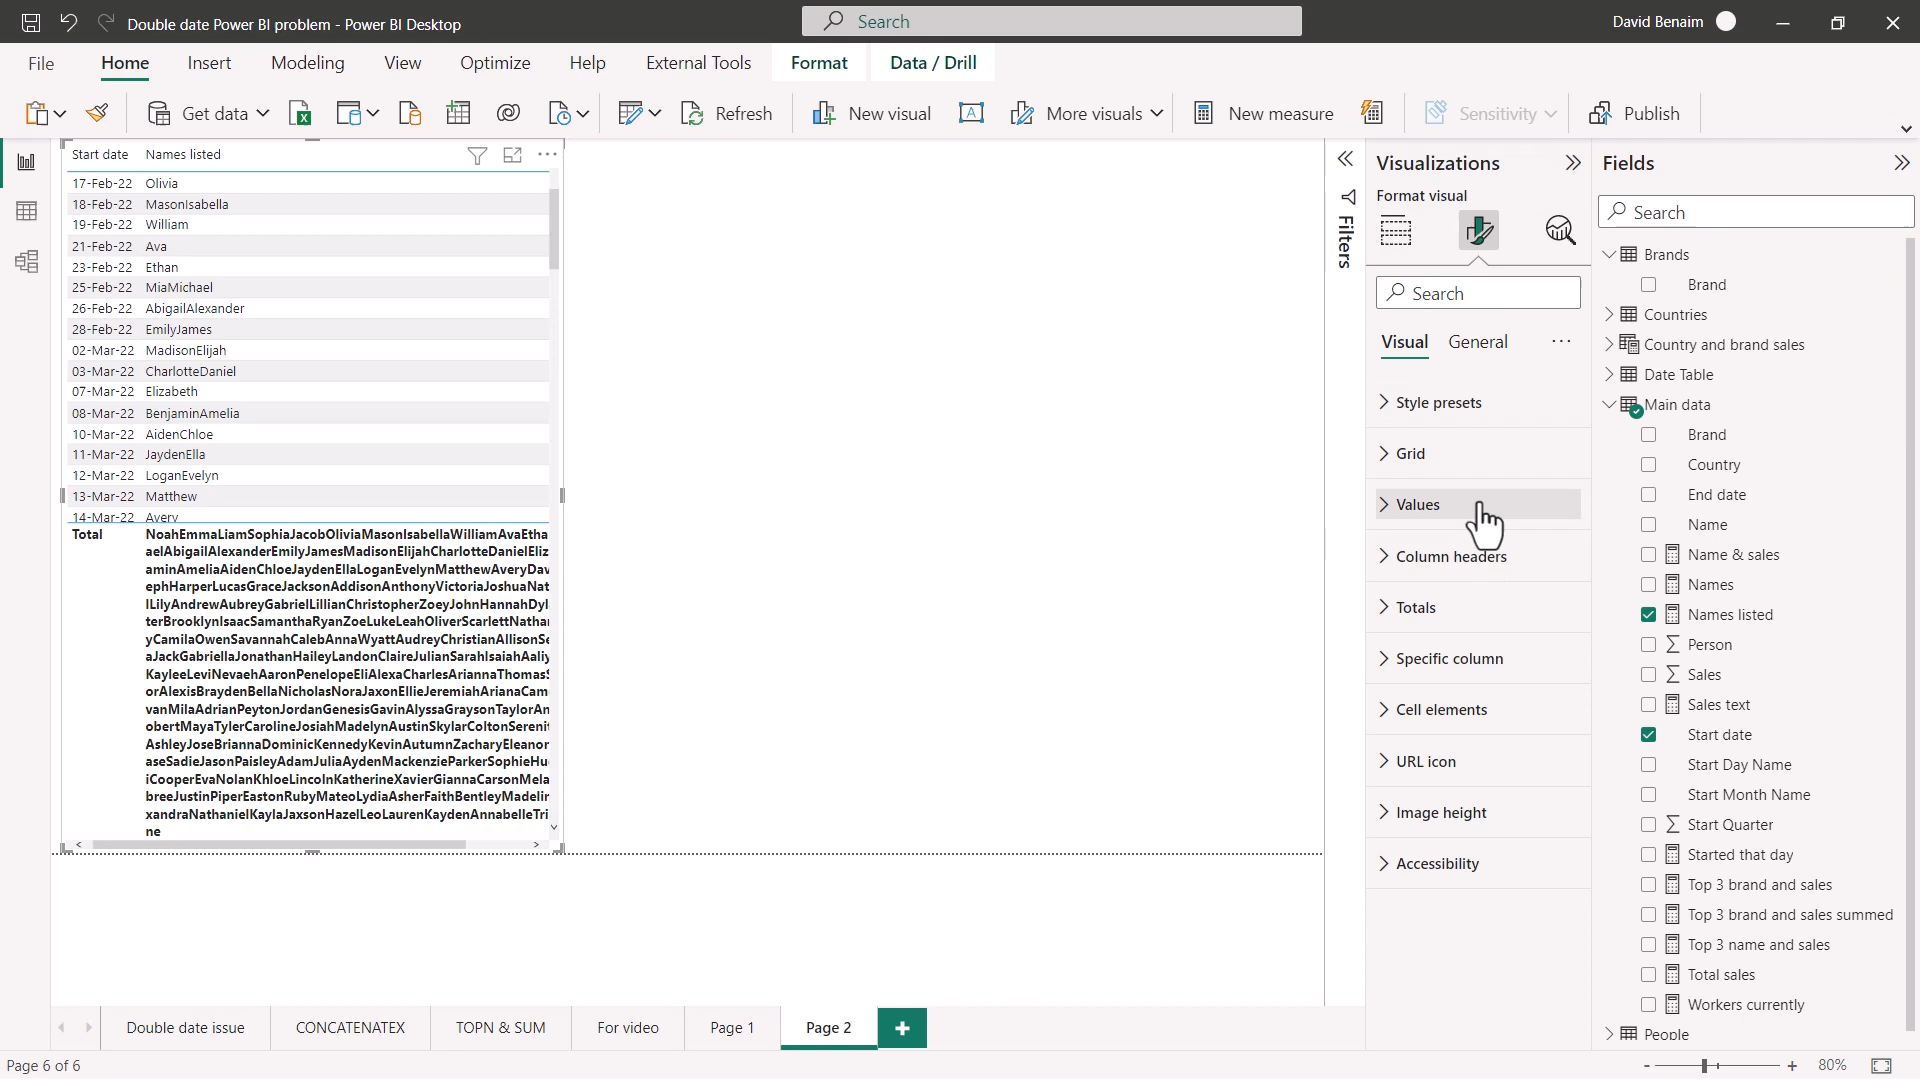 Double date Power BI problem - Power BI Desktop
Search
David Benaim
File Home Insert Modeling View Optimize Help External Tools Format Data / Drill
Get data Refresh New visual More visuals New measure Sensitivity Publish
Start date Names listed
17-Feb-22 Olivia
18-Feb-22 MasonIsabella
19-Feb-22 William
21-Feb-22 Ava
23-Feb-22 Ethan
25-Feb-22 MiaMichael
26-Feb-22 AbigailAlexander
28-Feb-22 EmilyJames
02-Mar-22 MadisonElijah
03-Mar-22 CharlotteDaniel
07-Mar-22 Elizabeth
08-Mar-22 BenjaminAmelia
10-Mar-22 AidenChloe
11-Mar-22 JaydenElla
12-Mar-22 LoganEvelyn
13-Mar-22 Matthew
14-Mar-22 Avery
Total NoahEmmaLiamSophiaJacobOliviaMasonIsabellaWilliamAvaEtha
aelAbigailAlexanderEmilyJamesMadisonElijahCharlotteDanielEliz
aminAmeliaAidenChloeJaydenEllaLoganEvelynMatthewAveryDav
ephHarperLucasGraceJacksonAddisonAnthonyVictoriaJoshuaNat
lLilyAndrewAubreyGabrielLillianChristopherZoeyJohnHannahDyl
terBrooklynIsaacSamanthaRyanZoeLukeLeahOliverScarlettNathan
yCamilaOwenSavannahCalebAnnaWyattAudreyChristianAllisonSe
aJackGabriellaJonathanHaileyLandonClaireJulianSarahIsaiahAaliy
KayleeLeviNevaehAaronPenelopeEliAlexaCharlesAriannaThomasS
orAlexisBraydenBellaNicholasNoraJaxonEllieJeremiahArianaCam
vanMilaAdrianPeytonJordanGenesisGavinAlyssaGraysonTaylorAn
obertMayaTylerCarolineJosiahMadelynAustinSkylarColtonSerenit
AshleyJoseBriannaDominicKennedyKevinAutumnZacharyEleanor
aseSadieJasonPaisleyAdamJuliaAydenMackenzieParkerSophieHu
iCooperEvaNolanKhloeLincolnKatherineXavierGiannaCarsonMela
breeJustinPiperEastonRubyMateoLydiaAsherFaithBentleyMadelin
xandraNathanielKaylaJaxsonHazelLeoLaurenKaydenAnnabelleTri
ne
Filters
Visualizations
Format visual
Search
Visual General
Style presets
Grid
Values
Column headers
Totals
Specific column
Cell elements
URL icon
Image height
Accessibility
Fields
Search
Brands
Brand
Countries
Country and brand sales
Date Table
Main data
Brand
Country
End date
Name
Name & sales
Names
Names listed
Person
Sales
Sales text
Start date
Start Day Name
Start Month Name
Start Quarter
Started that day
Top 3 brand and sales
Top 3 brand and sales summed
Top 3 name and sales
Total sales
Workers currently
People
Double date issue CONCATENATEX TOPN & SUM For video Page 1 Page 2
Page 6 of 6
80%